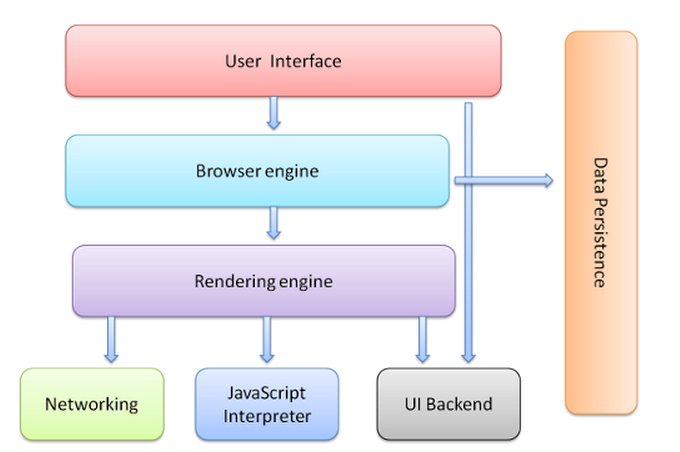 User Interface
Browser engine
Data Persistence
Rendering engine
Networking
JavaScript
Interpreter
UI Backend